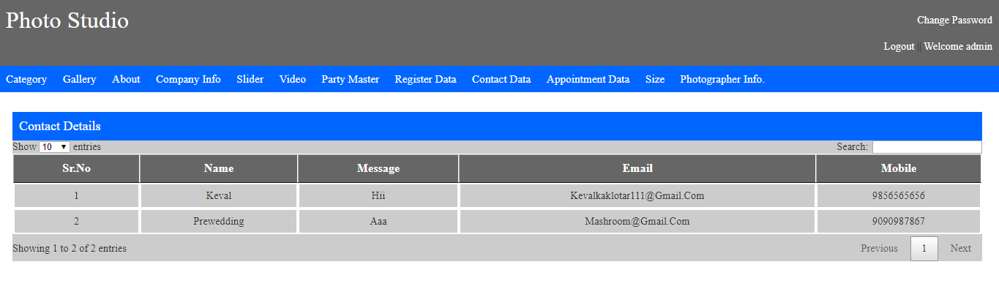 Photo Studio
Change Password
Logout || Welcome admin
Category Gallery About Company Info Slider Video Party Master Register Data Contact Data Appointment Data Size Photographer Info.
Contact Details
Show 10 entries Search:
Sr.No Name Message Email Mobile
1 Keval Hii Kevalkaklotar111@Gmail.Com 9856565656
2 Prewedding Aaa Mashroom@Gmail.Com 9090987867
Showing 1 to 2 of 2 entries Previous 1 Next